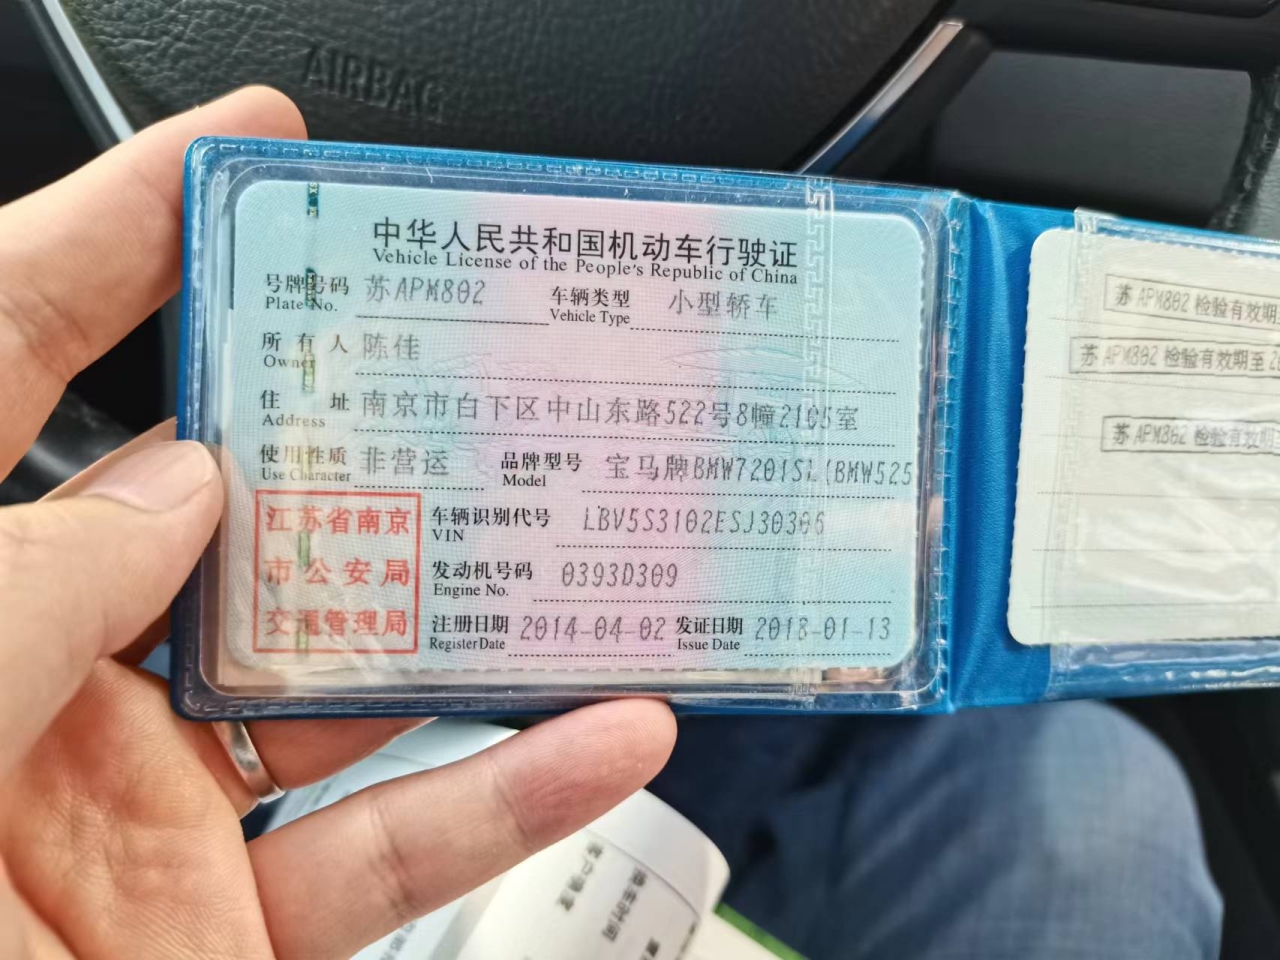 AIRBAG
中华人民共和国机动车行驶证
Vehicle License of the People's Republic of China
号牌号码 苏APM802 车辆类型 小型轿车
Plate No. Vehicle Type
所有人 陈佳
Owner
住址 南京市白下区中山东路522号8幢2105室
Address
使用性质 非营运 品牌型号 宝马牌BMW7201SL(BMW525
Use Character Model
江苏省南京
市公安局
交通管理局
车辆识别代号 LBV5S3102ESJ30306
VIN
发动机号码 0393D309
Engine No.
注册日期 2014-04-02 发证日期 2018-01-13
Register Date Issue Date
苏APM802 检验有效期
苏APM802 检验有效期至 20
苏APM802 检验有效期